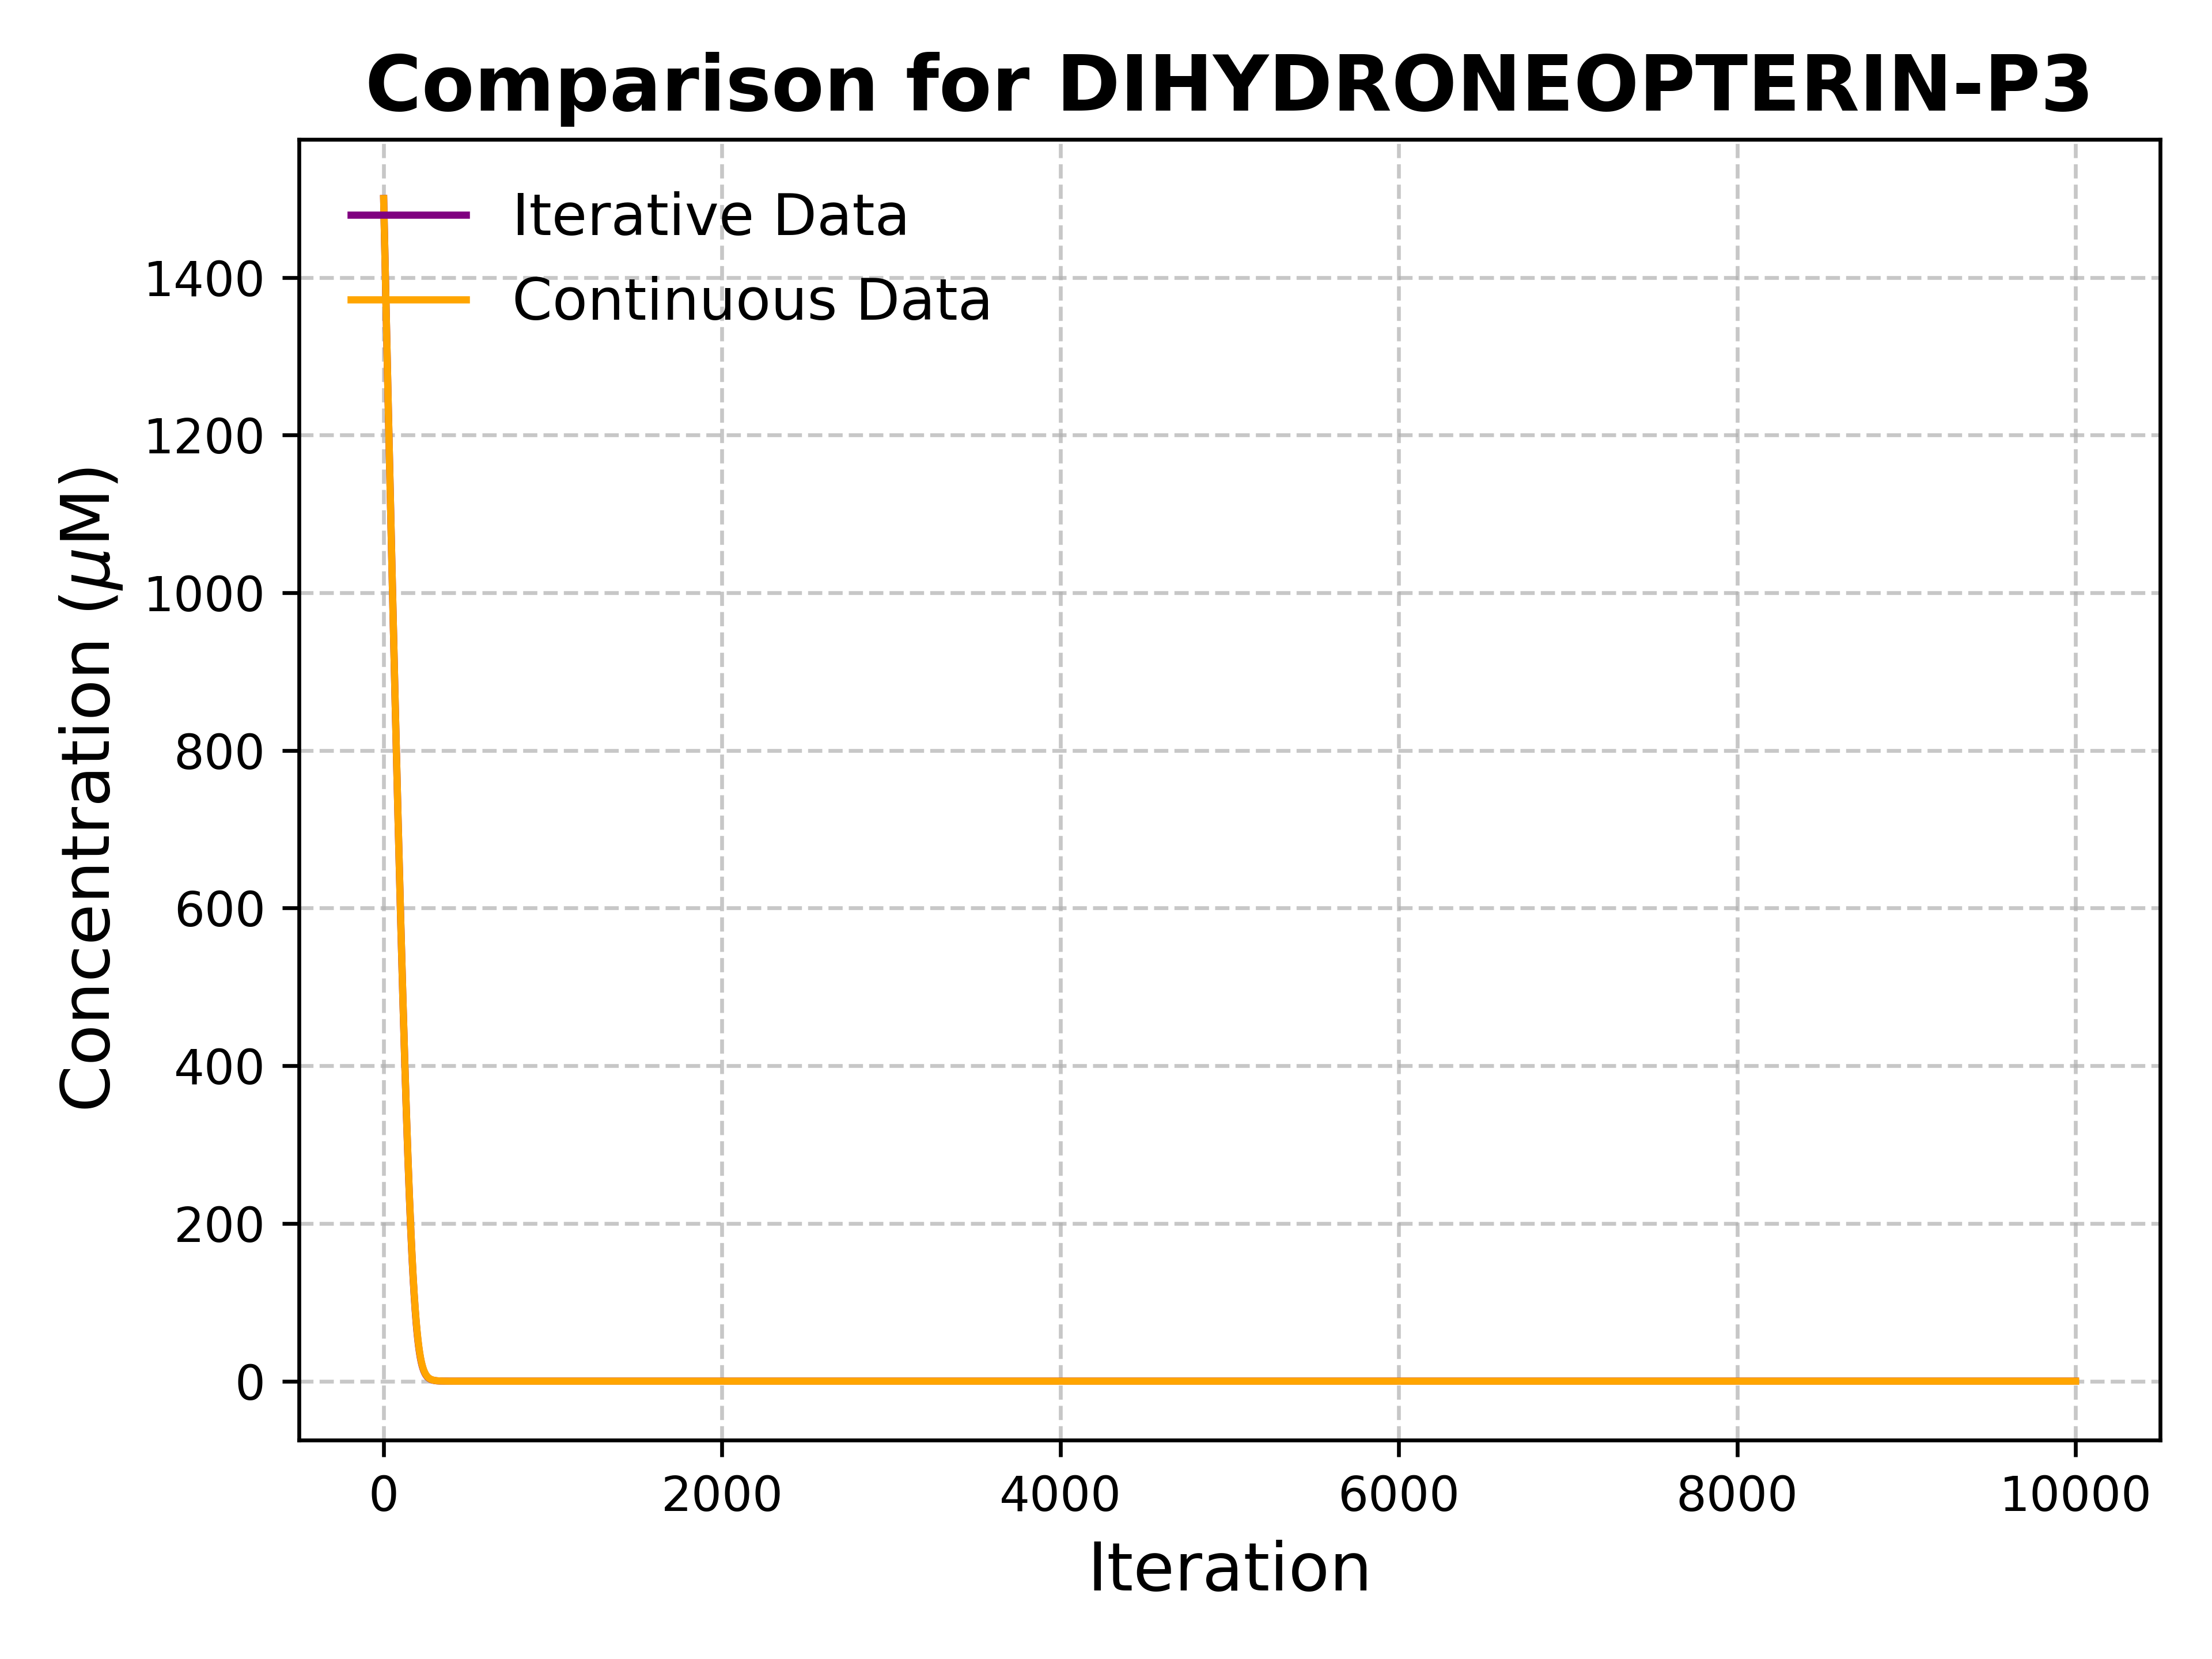 Comparison for DIHYDRONEOPTERIN-P3
Iterative Data
Continuous Data
Concentration (μM)
1400
1200
1000
800
600
400
200
0
0 2000 4000 6000 8000 10000
Iteration